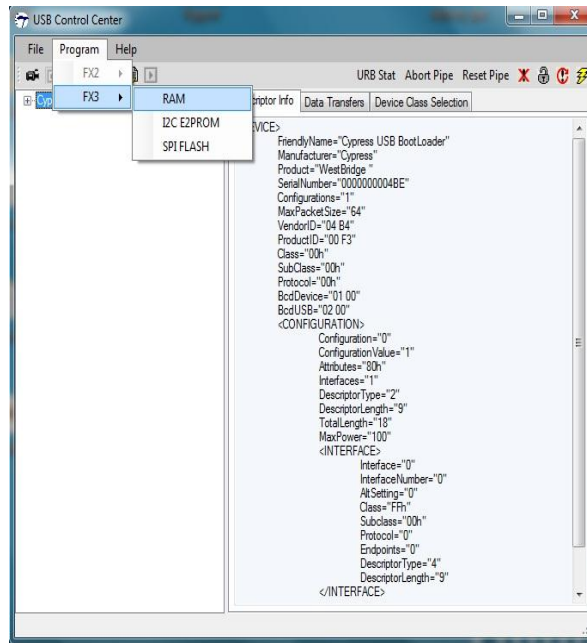 USB Control Center
File Program Help
FX2
URB Stat Abort Pipe Reset Pipe
FX3
RAM
I2C E2PROM
SPI FLASH
Cyp
criptor Info Data Transfers Device Class Selection
EVICE>
FriendlyName="Cypress USB BootLoader"
Manufacturer="Cypress"
Product="WestBridge "
SerialNumber="0000000004BE"
Configurations="1"
MaxPacketSize="64"
VendorID="04 B4"
ProductID="00 F3"
Class="00h"
SubClass="00h"
Protocol="00h"
BcdDevice="01 00"
BcdUSB="02 00"
<CONFIGURATION>
Configuration="0"
ConfigurationValue="1"
Attributes="80h"
Interfaces="1"
DescriptorType="2"
DescriptorLength="9"
TotalLength="18"
MaxPower="100"
<INTERFACE>
Interface="0"
InterfaceNumber="0"
AltSetting="0"
Class="FFh"
Subclass="00h"
Protocol="0"
Endpoints="0"
DescriptorType="4"
DescriptorLength="9"
</INTERFACE>